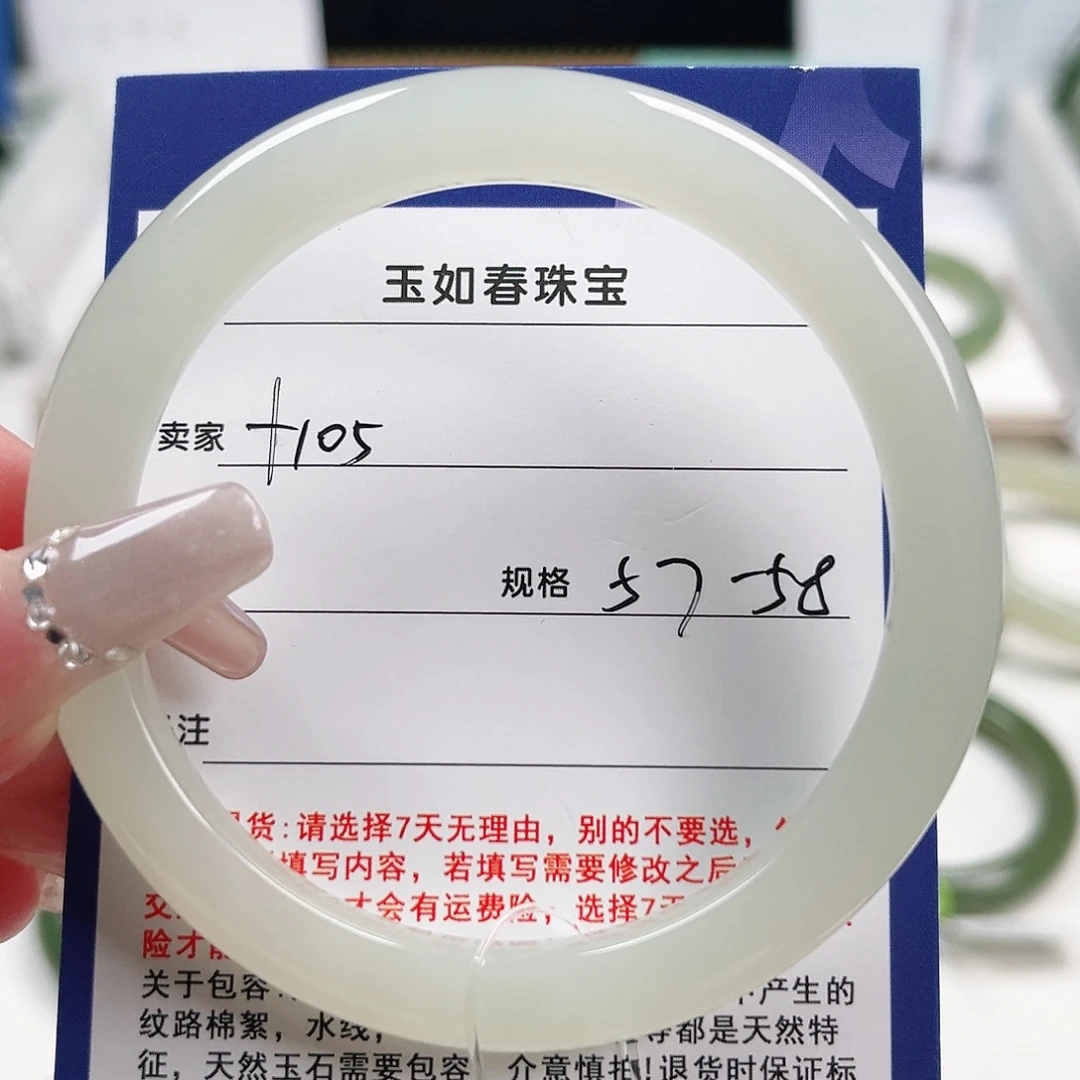 玉如春珠宝
卖家 +105
规格 57-58
注
货:请选择7天无理由，别的不要选，
填写内容，若填写需要修改之后
交 才会有运费险，选择7天
险才
关于包容 产生的
纹路棉絮，水线， 等都是天然特
征，天然玉石需要包容 介意慎拍!退货时保证标